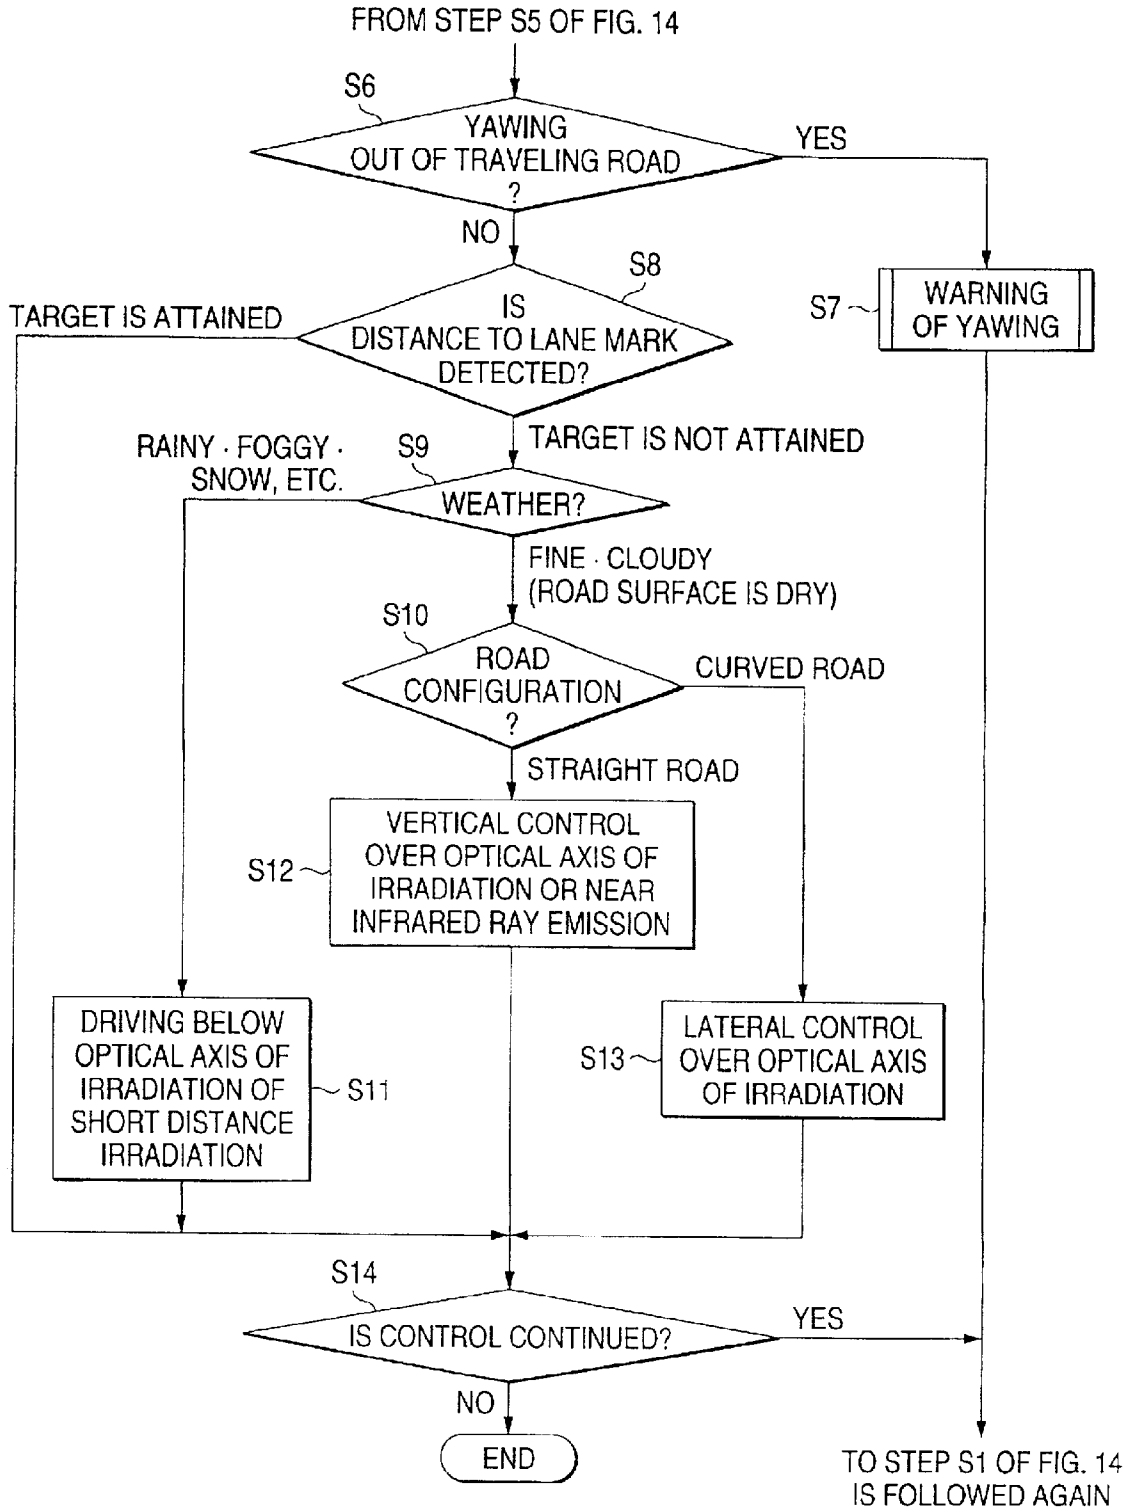 FROM STEP S5 OF FIG. 14
S6
YAWING
OUT OF TRAVELING ROAD
?
YES
NO
S7
WARNING
OF YAWING
S8
IS
DISTANCE TO LANE MARK
DETECTED?
TARGET IS ATTAINED
TARGET IS NOT ATTAINED
RAINY · FOGGY ·
SNOW, ETC.
S9
WEATHER?
FINE · CLOUDY
(ROAD SURFACE IS DRY)
S10
ROAD
CONFIGURATION
?
CURVED ROAD
STRAIGHT ROAD
S12
VERTICAL CONTROL
OVER OPTICAL AXIS OF
IRRADIATION OR NEAR
INFRARED RAY EMISSION
DRIVING BELOW
OPTICAL AXIS OF
IRRADIATION OF
SHORT DISTANCE
IRRADIATION
S11
S13
LATERAL CONTROL
OVER OPTICAL AXIS
OF IRRADIATION
S14
IS CONTROL CONTINUED?
YES
NO
END
TO STEP S1 OF FIG. 14
IS FOLLOWED AGAIN